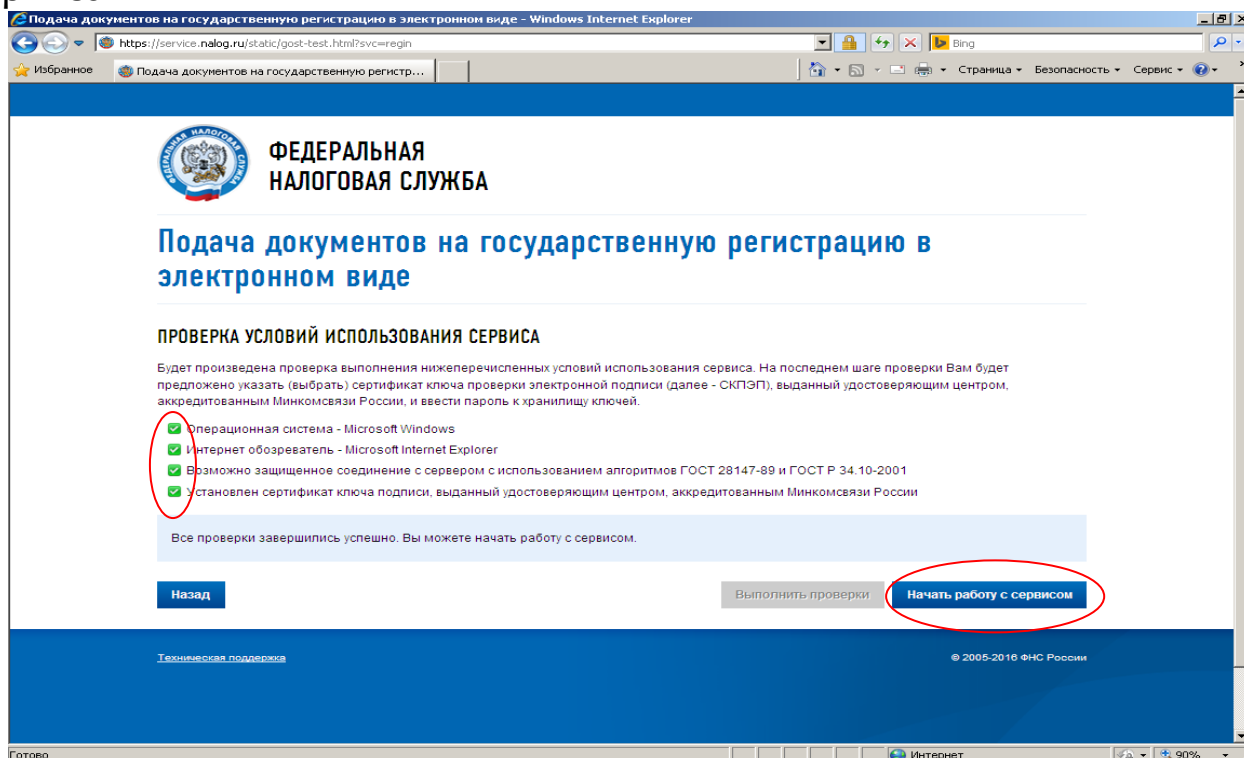 Подача документов на государственную регистрацию в электронном виде - Windows Internet Explorer
https://service.nalog.ru/static/gost-test.html?svc=regin
Bing
Избранное
Подача документов на государственную регистр...
Страница
Безопасность
Сервис
ФЕДЕРАЛЬНАЯ
НАЛОГОВАЯ СЛУЖБА
Подача документов на государственную регистрацию в
электронном виде
ПРОВЕРКА УСЛОВИЙ ИСПОЛЬЗОВАНИЯ СЕРВИСА
Будет произведена проверка выполнения нижеперечисленных условий использования сервиса. На последнем шаге проверки Вам будет
предложено указать (выбрать) сертификат ключа проверки электронной подписи (далее - СКПЭП), выданный удостоверяющим центром,
аккредитованным Минкомсвязи России, и ввести пароль к хранилищу ключей.
Операционная система - Microsoft Windows
Интернет обозреватель - Microsoft Internet Explorer
Возможно защищенное соединение с сервером с использованием алгоритмов ГОСТ 28147-89 и ГОСТ Р 34.10-2001
Установлен сертификат ключа подписи, выданный удостоверяющим центром, аккредитованным Минкомсвязи России
Все проверки завершились успешно. Вы можете начать работу с сервисом.
Назад
Выполнить проверки
Начать работу с сервисом
Техническая поддержка
© 2005-2016 ФНС России
Готово
Интернет
90%